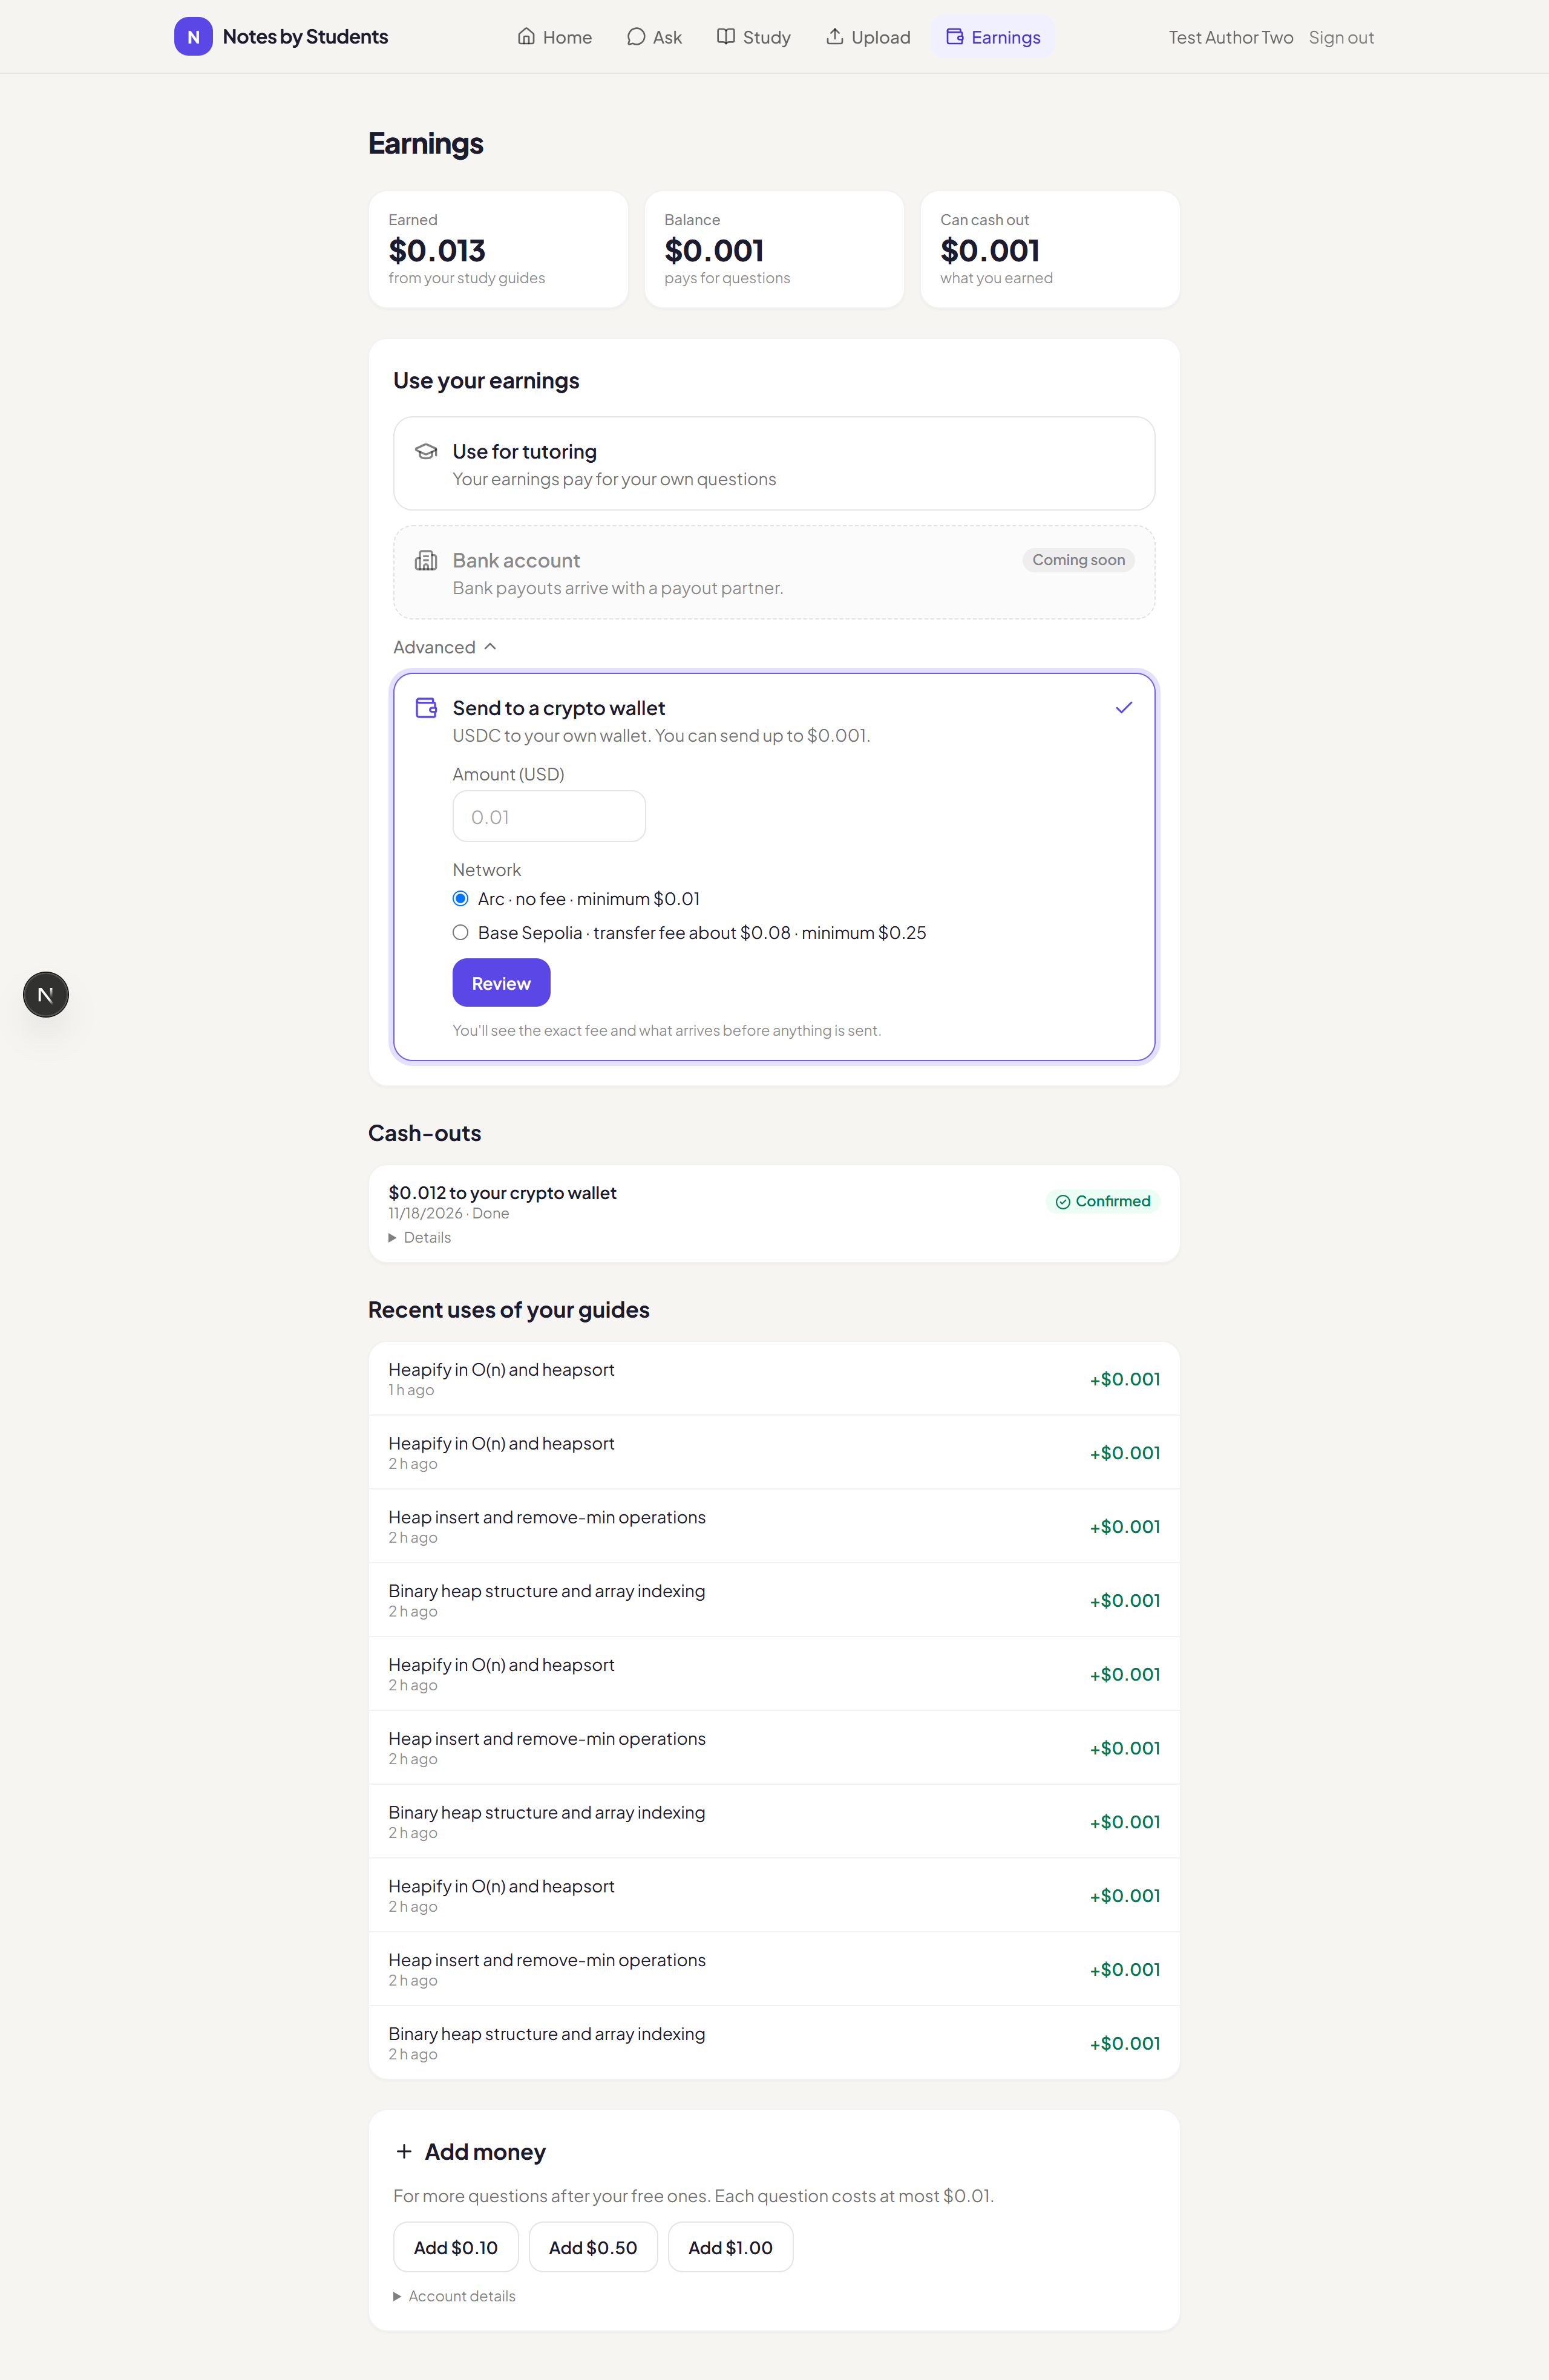 N Notes by Students Home Ask Study Upload Earnings Test Author Two Sign out
Earnings
Earned Balance Can cash out
$0.013 $0.001 $0.001
from your study guides pays for questions what you earned
Use your earnings
Use for tutoring
Your earnings pay for your own questions
Bank account Coming soon
Bank payouts arrive with a payout partner.
Advanced
Send to a crypto wallet
USDC to your own wallet. You can send up to $0.001.
Amount (USD)
0.01
Network
Arc · no fee · minimum $0.01
Base Sepolia · transfer fee about $0.08 · minimum $0.25
Review
You'll see the exact fee and what arrives before anything is sent.
N
Cash-outs
$0.012 to your crypto wallet Confirmed
11/18/2026 · Done
Details
Recent uses of your guides
Heapify in O(n) and heapsort +$0.001
1 h ago
Heapify in O(n) and heapsort +$0.001
2 h ago
Heap insert and remove-min operations +$0.001
2 h ago
Binary heap structure and array indexing +$0.001
2 h ago
Heapify in O(n) and heapsort +$0.001
2 h ago
Heap insert and remove-min operations +$0.001
2 h ago
Binary heap structure and array indexing +$0.001
2 h ago
Heapify in O(n) and heapsort +$0.001
2 h ago
Heap insert and remove-min operations +$0.001
2 h ago
Binary heap structure and array indexing +$0.001
2 h ago
Add money
For more questions after your free ones. Each question costs at most $0.01.
Add $0.10 Add $0.50 Add $1.00
Account details